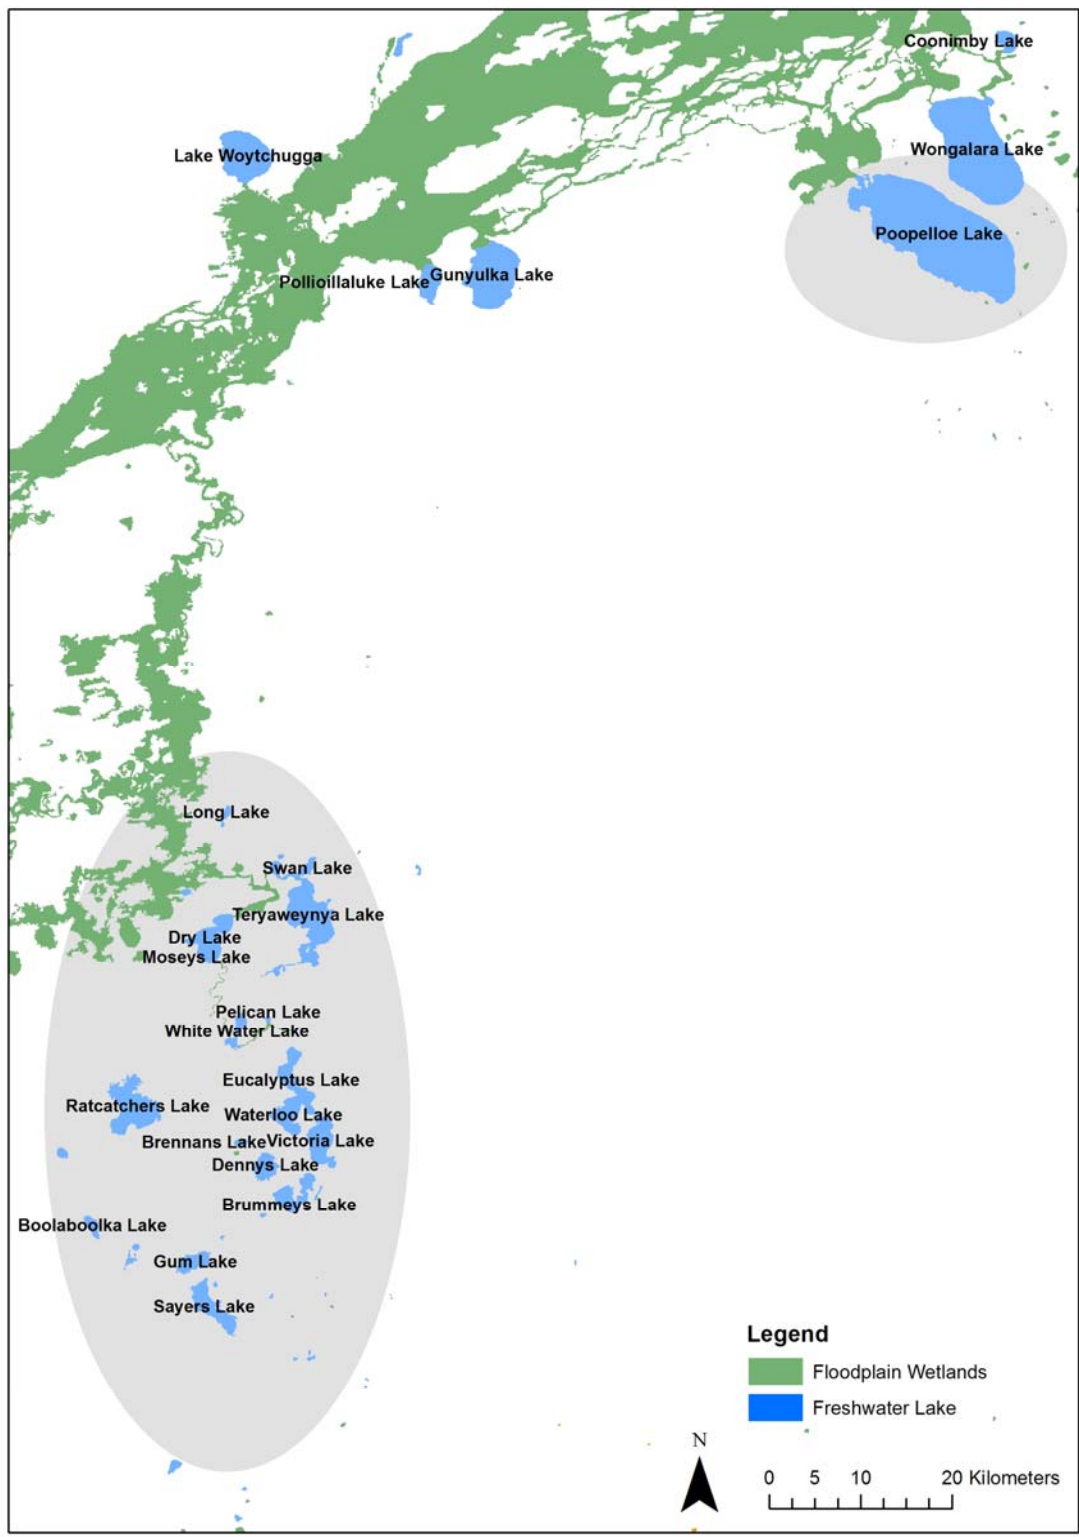 Coonimby Lake
Wongalara Lake
Lake Woytchugga
Poopelloe Lake
Pollioillaluke Lake
Gunyulka Lake
Long Lake
Swan Lake
Teryaweynya Lake
Dry Lake
Moseys Lake
Pelican Lake
White Water Lake
Eucalyptus Lake
Ratcatchers Lake
Waterloo Lake
Brennans Lake
Victoria Lake
Dennys Lake
Brummeys Lake
Boolaboolka Lake
Gum Lake
Sayers Lake
Legend
Floodplain Wetlands
Freshwater Lake
N
0 5 10 20 Kilometers